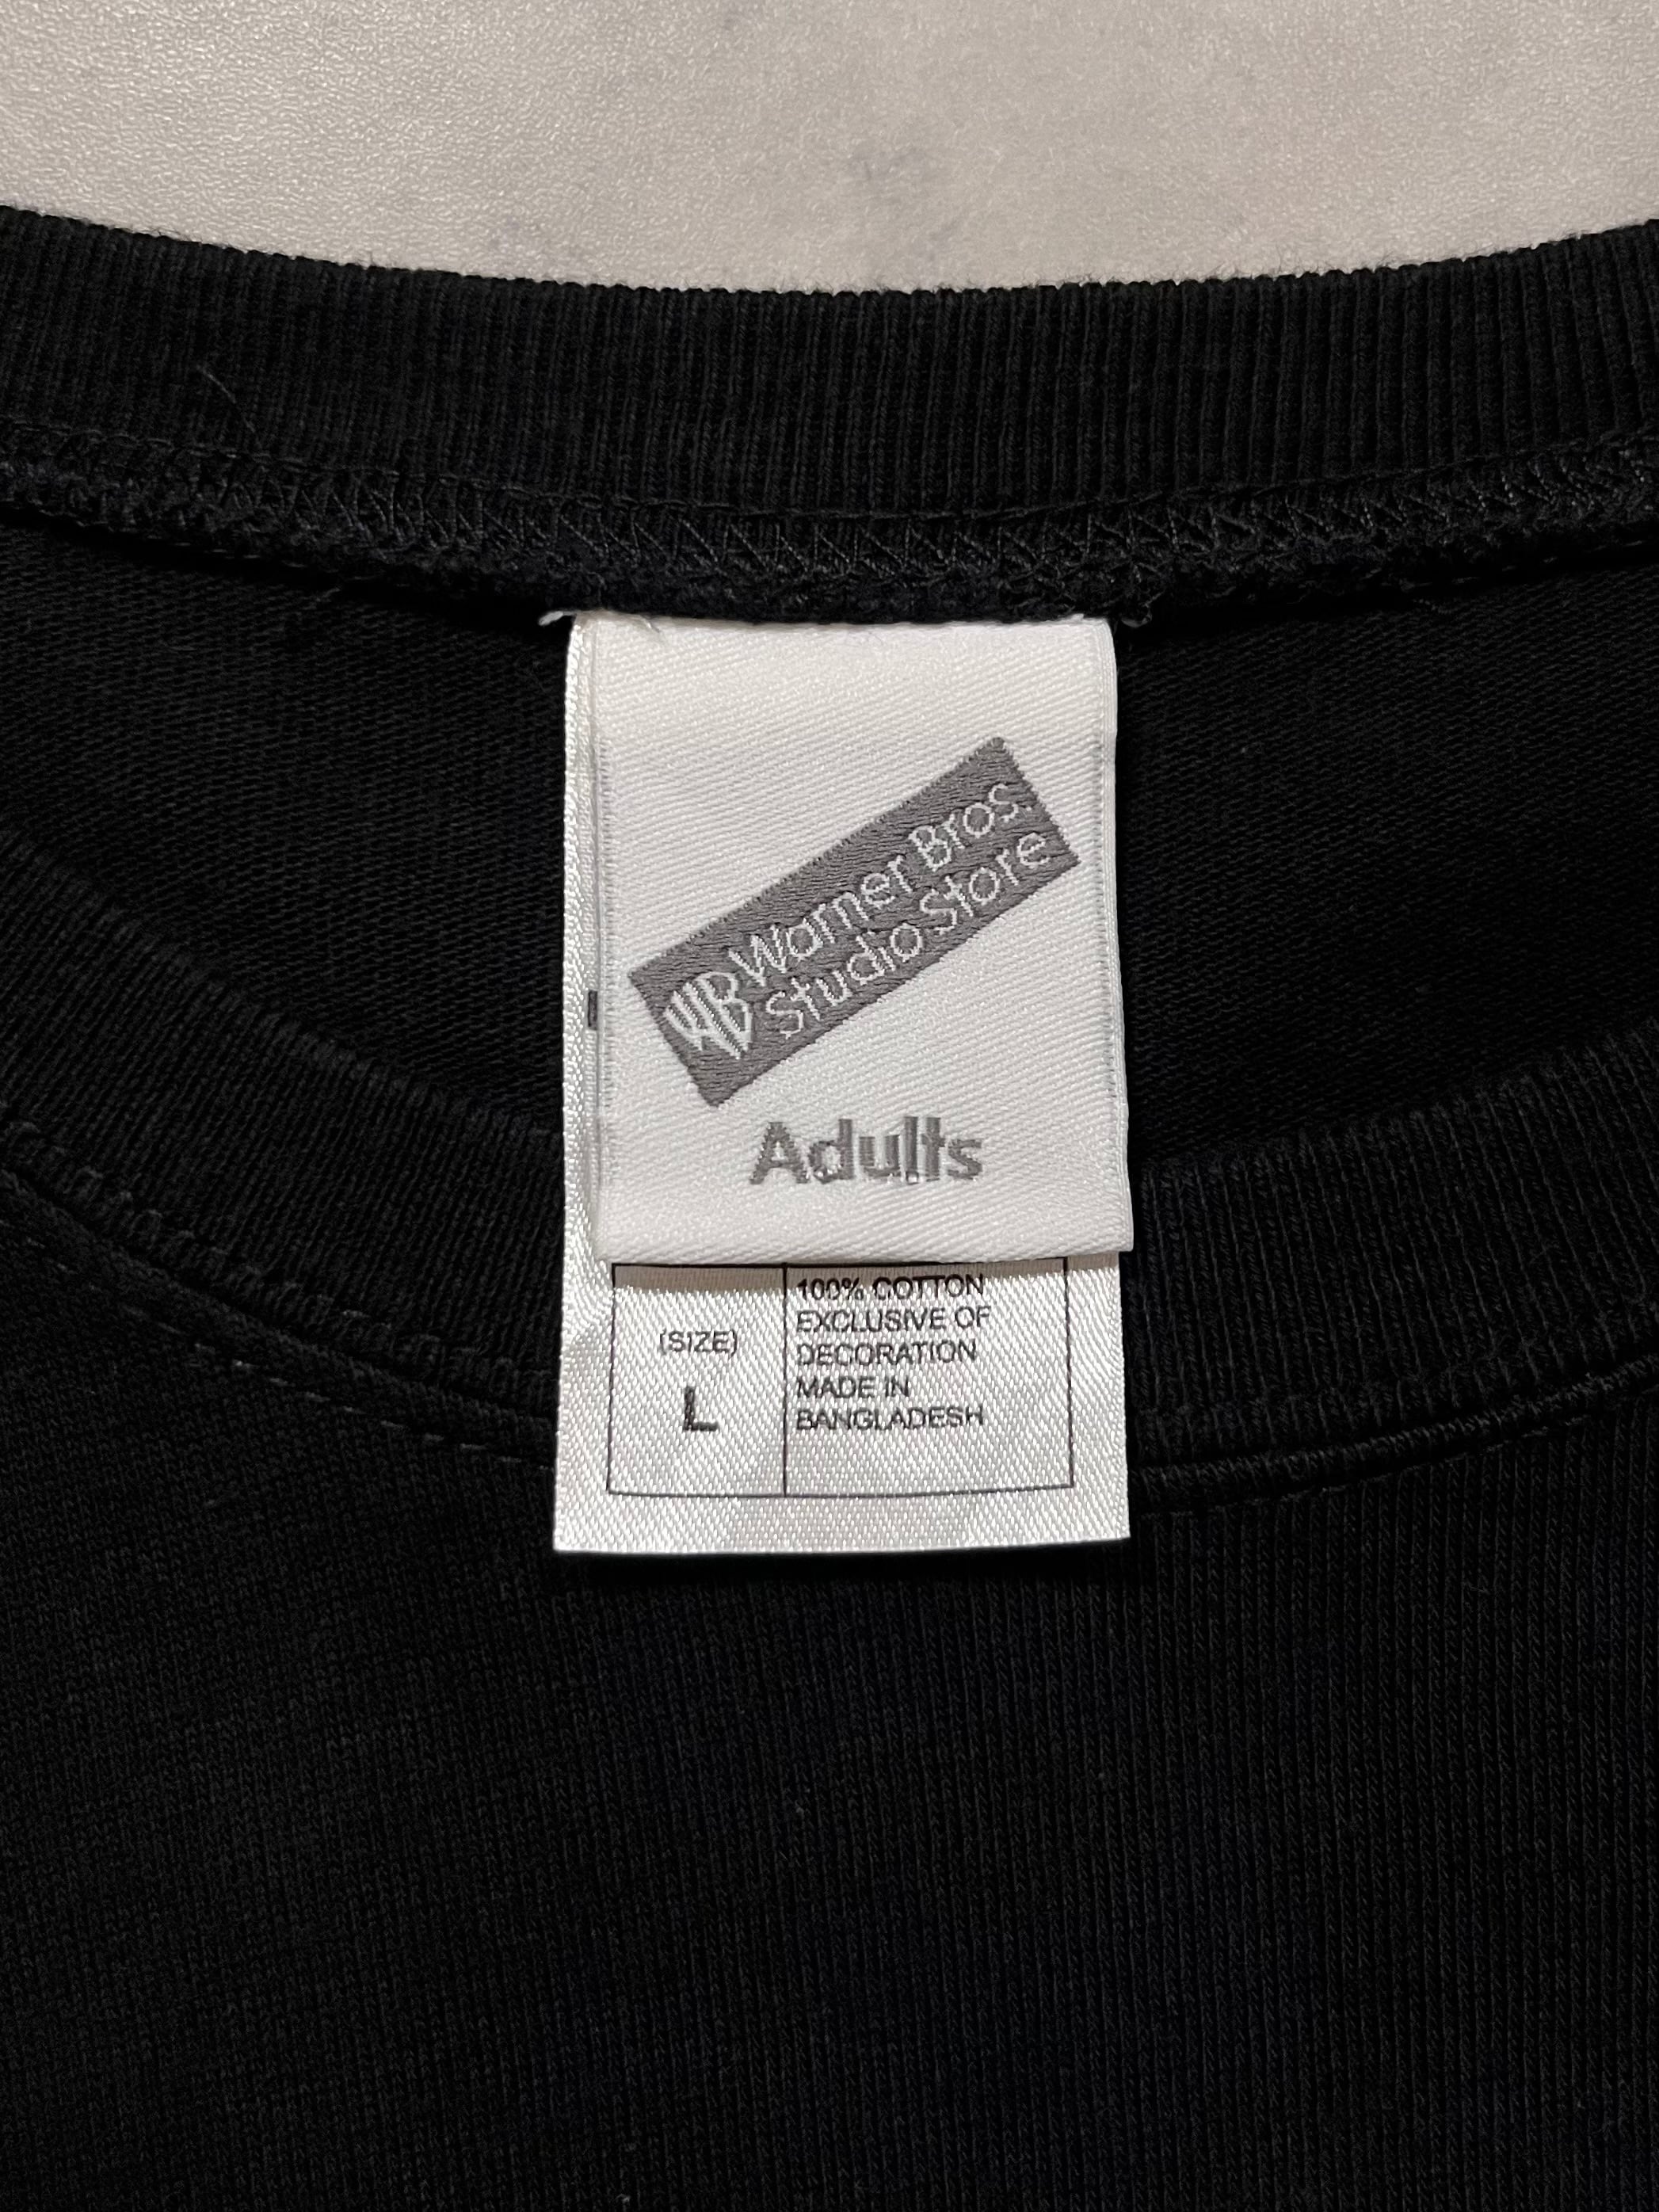 WB Warner Bros.
Studio Store
Adults
(SIZE)
L
100% COTTON
EXCLUSIVE OF
DECORATION
MADE IN
BANGLADESH